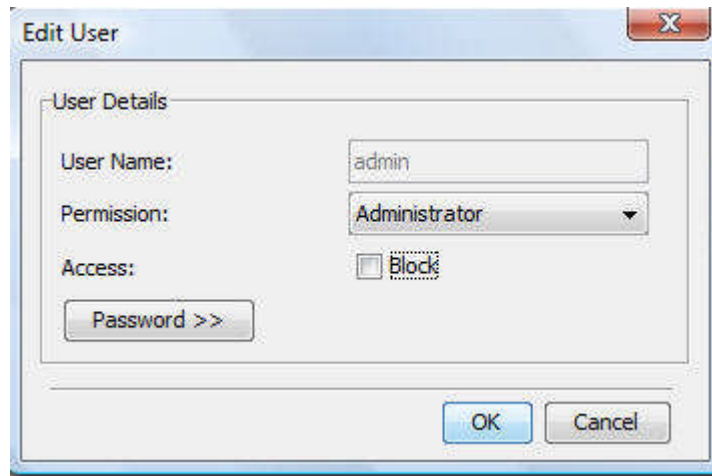 Edit User
User Details
User Name: admin
Permission: Administrator
Access: Block
Password >>
OK Cancel